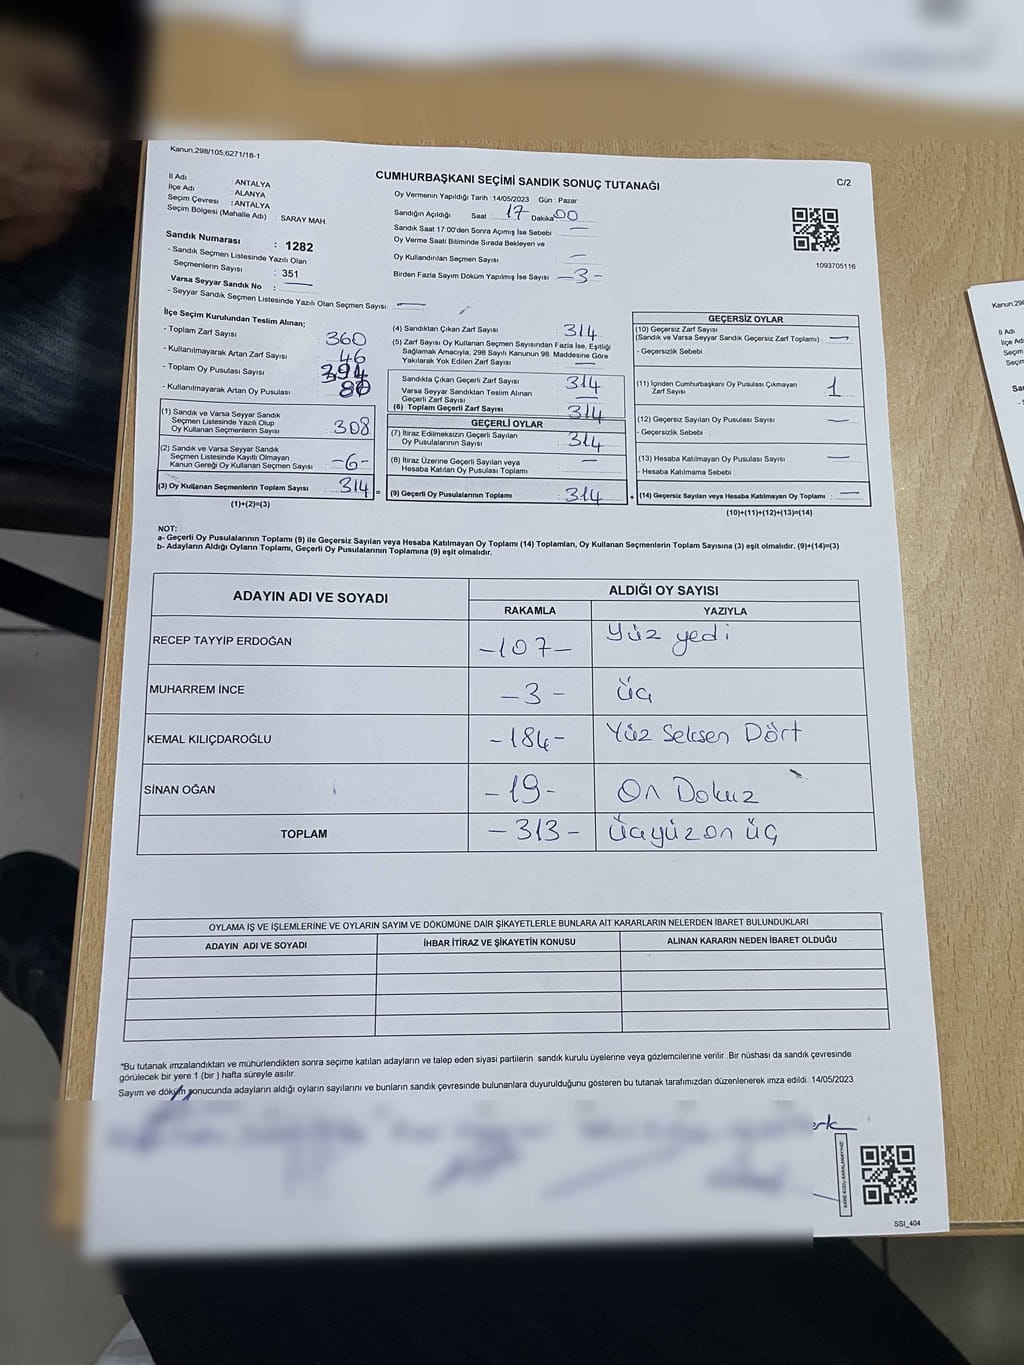 Kanun,298/105,6271/18-1
CUMHURBAŞKANI SEÇİMİ SANDIK SONUÇ TUTANAĞI
C/2
İl Adı : ANTALYA
İlçe Adı : ALANYA
Seçim Çevresi : ANTALYA
Seçim Bölgesi (Mahalle Adı) : SARAY MAH
Sandık Numarası : 1282
- Sandık Seçmen Listesinde Yazılı Olan
Seçmenlerin Sayısı : 351
Varsa Seyyar Sandık No : —
- Seyyar Sandık Seçmen Listesinde Yazılı Olan Seçmen Sayısı: —
Oy Vermenin Yapıldığı Tarih :14/05/2023 Gün : Pazar
Sandığın Açıldığı Saat : 17 Dakika 00
Sandık Saat 17:00'den Sonra Açımış İse Sebebi : —
Oy Verme Saati Bitiminde Sırada Bekleyen ve
Oy Kullandırılan Seçmen Sayısı : —
Birden Fazla Sayım Döküm Yapılmış İse Sayısı : —3-
1093705116
İlçe Seçim Kurulundan Teslim Alınan;
- Toplam Zarf Sayısı 360
- Kullanılmayarak Artan Zarf Sayısı 46
- Toplam Oy Pusulası Sayısı 394
- Kullanılmayarak Artan Oy Pusulası 80
(1) Sandık ve Varsa Seyyar Sandık
Seçmen Listesinde Yazılı Olup
Oy Kullanan Seçmenlerin Sayısı : 308
(2) Sandık ve Varsa Seyyar Sandık
Seçmen Listesinde Kayıtlı Olmayan
Kanun Gereği Oy Kullanan Seçmen Sayısı : -6-
(3) Oy Kullanan Seçmenlerin Toplam Sayısı : 314 =
(1)+(2)=(3)
(4) Sandıktan Çıkan Zarf Sayısı : 314
(5) Zarf Sayısı Oy Kullanan Seçmen Sayısından Fazla İse, Eşitliği
Sağlamak Amacıyla, 298 Sayılı Kanunun 98. Maddesine Göre
Yakılarak Yok Edilen Zarf Sayısı : —
Sandıkta Çıkan Geçerli Zarf Sayısı : 314
Varsa Seyyar Sandıktan Teslim Alınan
Geçerli Zarf Sayısı : —
(6) Toplam Geçerli Zarf Sayısı : 314
GEÇERLİ OYLAR
(7) İtiraz Edilmeksizin Geçerli Sayılan
Oy Pusulalarının Sayısı : 314
(8) İtiraz Üzerine Geçerli Sayılan veya
Hesaba Katılan Oy Pusulası Toplamı : —
(9) Geçerli Oy Pusulalarının Toplamı : 314 +
GEÇERSİZ OYLAR
(10) Geçersiz Zarf Sayısı
(Sandık ve Varsa Seyyar Sandık Geçersiz Zarf Toplamı) : —
- Geçersizlik Sebebi :
(11) İçinden Cumhurbaşkanı Oy Pusulası Çıkmayan
Zarf Sayısı : 1
(12) Geçersiz Sayılan Oy Pusulası Sayısı : —
- Geçersizlik Sebebi :
(13) Hesaba Katılmayan Oy Pusulası Sayısı : —
- Hesaba Katılmama Sebebi :
(14) Geçersiz Sayılan veya Hesaba Katılmayan Oy Toplamı : —
(10)+(11)+(12)+(13)=(14)
NOT:
a- Geçerli Oy Pusulalarının Toplamı (9) ile Geçersiz Sayılan veya Hesaba Katılmayan Oy Toplamı (14) Toplamları, Oy Kullanan Seçmenlerin Toplam Sayısına (3) eşit olmalıdır. (9)+(14)=(3)
b- Adayların Aldığı Oyların Toplamı, Geçerli Oy Pusulalarının Toplamına (9) eşit olmalıdır.
ADAYIN ADI VE SOYADI ALDIĞI OY SAYISI
RAKAMLA YAZIYLA
RECEP TAYYİP ERDOĞAN -107- Yüz yedi
MUHARREM İNCE -3- üç
KEMAL KILIÇDAROĞLU -184- Yüz Seksen Dört
SİNAN OĞAN -19- On Dokuz
TOPLAM -313- üçyüz on üç
OYLAMA İŞ VE İŞLEMLERİNE VE OYLARIN SAYIM VE DÖKÜMÜNE DAİR ŞİKAYETLERLE BUNLARA AİT KARARLARIN NELERDEN İBARET BULUNDUKLARI
ADAYIN ADI VE SOYADI İHBAR İTİRAZ VE ŞİKAYETİN KONUSU ALINAN KARARIN NEDEN İBARET OLDUĞU
*Bu tutanak imzalandıktan ve mühürlendikten sonra seçime katılan adayların ve talep eden siyasi partilerin sandık kurulu üyelerine veya gözlemcilerine verilir .Bir nüshası da sandık çevresinde
görülecek bir yere 1 (bir ) hafta süreyle asılır.
Sayım ve döküm sonucunda adayların aldığı oyların sayılarını ve bunların sandık çevresinde bulunanlara duyurulduğunu gösteren bu tutanak tarafımızdan düzenlenerek imza edildi. 14/05/2023
SSI_404